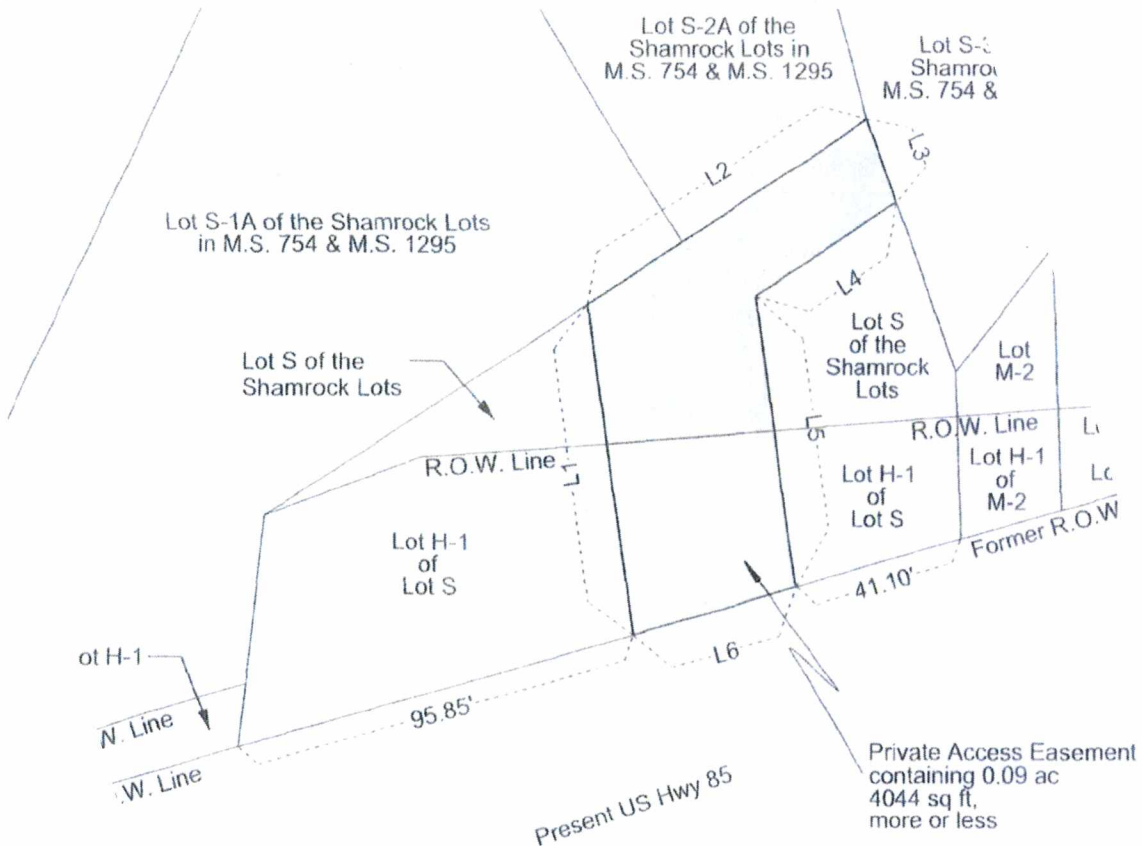 Lot S-2A of the
Shamrock Lots in
M.S. 754 & M.S. 1295
Lot
M.S. 754 &
L2
L3
Lot S-1A of the Shamrock Lots
in M.S. 754 & M.S. 1295
L4
Lot S of the
Shamrock Lots
Lot S
of the
Shamrock
Lots
Lot
M-2
L5
R.O.W. Line
R.O.W. Line
L7
Lot H-1
of
Lot S
Lot H-1
of
Lot S
Lot H-1
of
M-2
Former R.O.W
41.10'
ot H-1
L6
95.85'
W. Line
.W. Line
Present US Hwy 85
Private Access Easement
containing 0.09 ac
4044 sq ft,
more or less